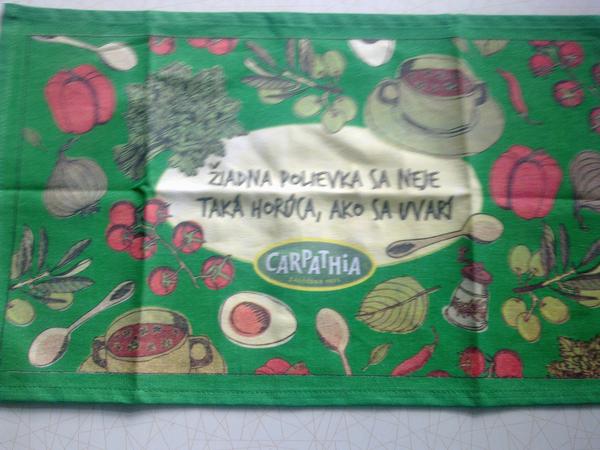 ŽIADNA POLIEVKA SA NEJE
TAKÁ HORÚCA, AKO SA UVARÍ
CARPATHIA